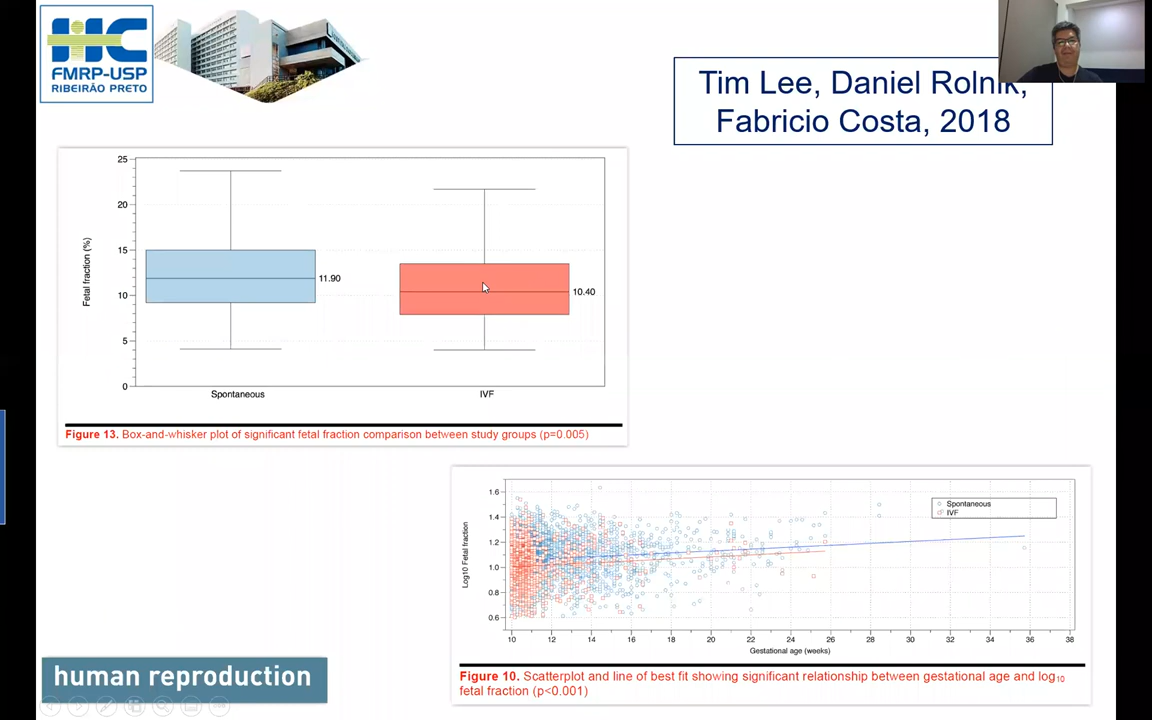 HC
FMRP-USP
RIBEIRÃO PRETO
Tim Lee, Daniel Rolnik,
Fabricio Costa, 2018
25
20
15
10
5
0
Fetal fraction (%)
11.90
10.40
Spontaneous
IVF
Figure 13. Box-and-whisker plot of significant fetal fraction comparison between study groups (p=0.005)
1.6
1.4
1.2
1.0
0.8
0.6
Log10 Fetal fraction
Spontaneous
IVF
10 12 14 16 18 20 22 24 26 28 30 32 34 36 38
Gestational age (weeks)
Figure 10. Scatterplot and line of best fit showing significant relationship between gestational age and log₁₀
fetal fraction (p<0.001)
human reproduction